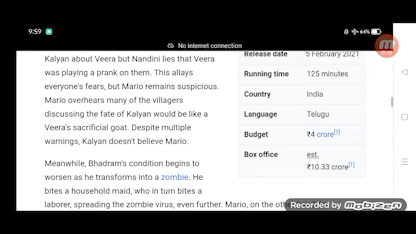 9:59
64%
No internet connection
Kalyan about Veera but Nandini lies that Veera
was playing a prank on them. This allays
everyone's fears, but Mario remains suspicious.
Mario overhears many of the villagers
discussing the fate of Kalyan would be like a
Veera's sacrificial goat. Despite multiple
warnings, Kalyan doesn't believe Mario.
Meanwhile, Bhadram's condition begins to
worsen as he transforms into a zombie. He
bites a household maid, who in turn bites a
laborer, spreading the zombie virus, even further. Mario, on the
Release date 5 February 2021
Running time 125 minutes
Country India
Language Telugu
Budget ₹4 crore[1]
Box office est.
₹10.33 crore[1]
Recorded by Mobizen